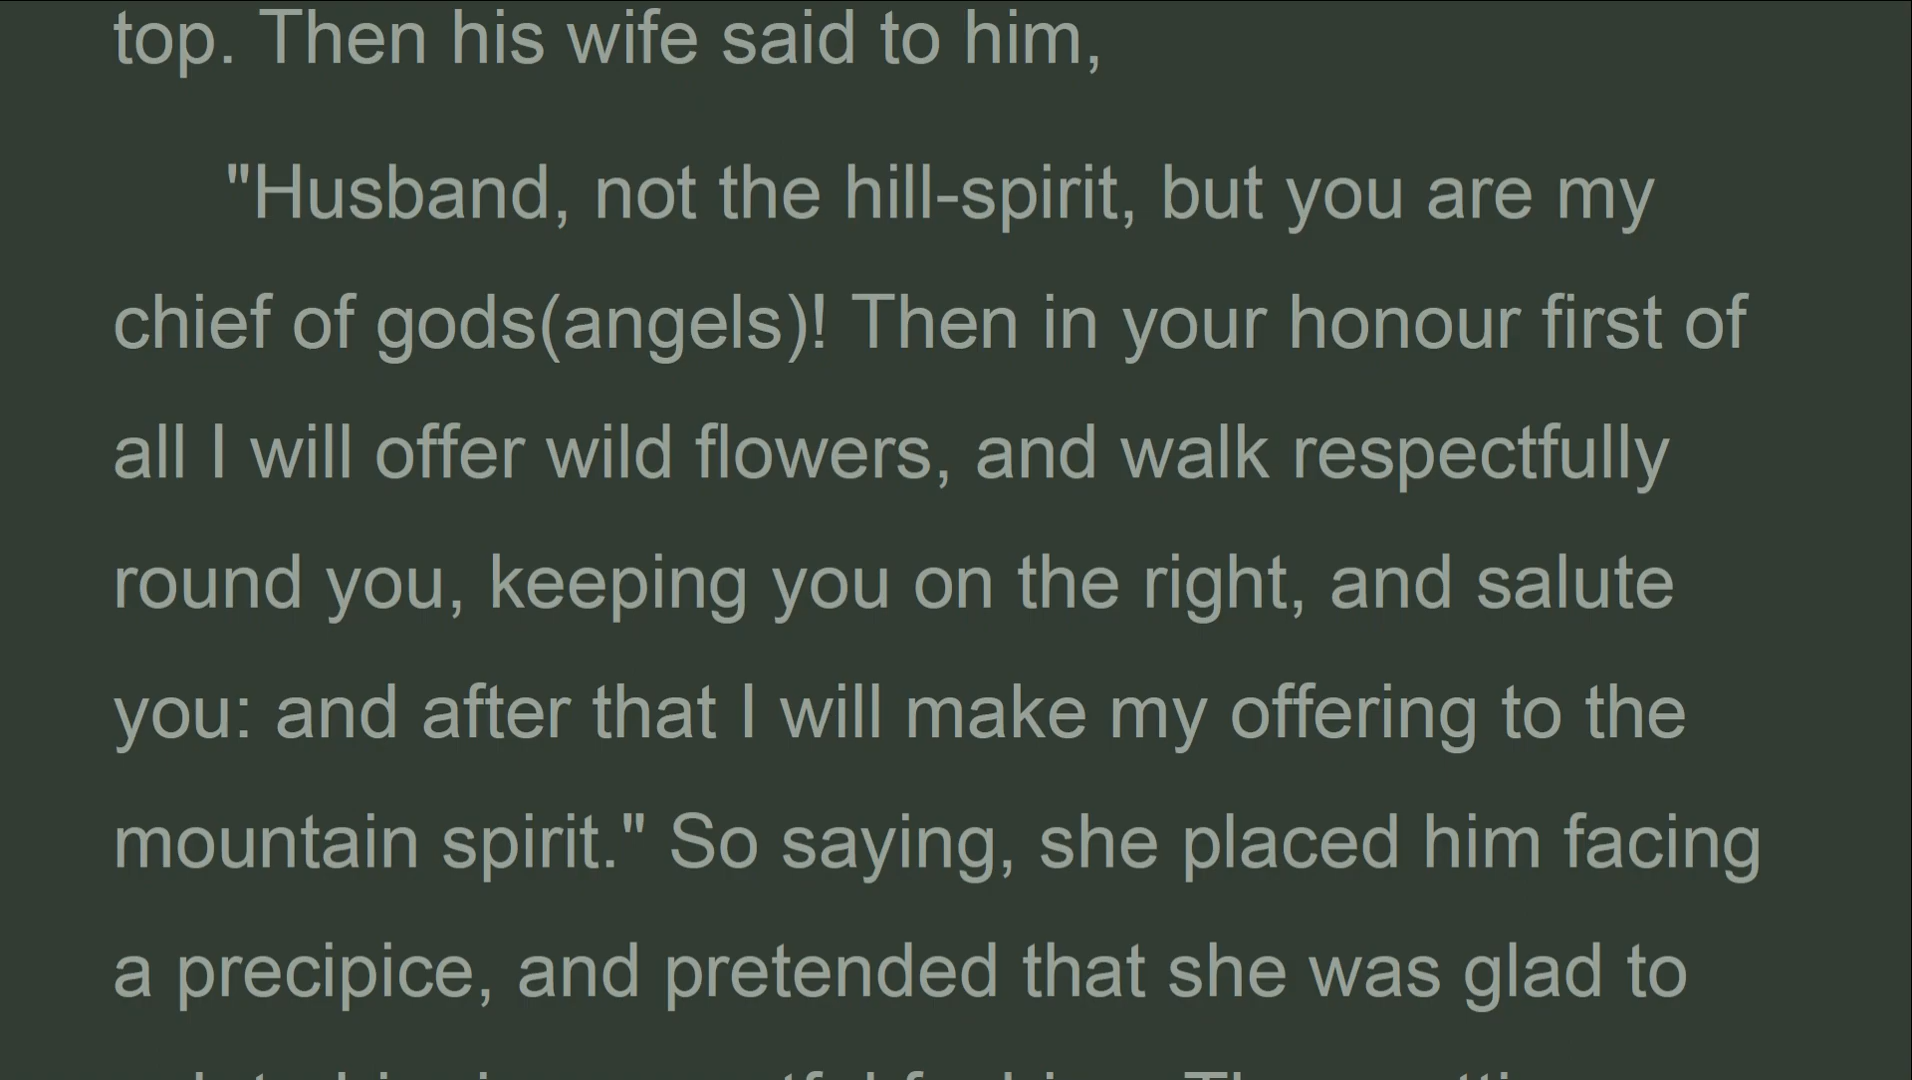 top. Then his wife said to him,
"Husband, not the hill-spirit, but you are my
chief of gods(angels)! Then in your honour first of
all I will offer wild flowers, and walk respectfully
round you, keeping you on the right, and salute
you: and after that I will make my offering to the
mountain spirit." So saying, she placed him facing
a precipice, and pretended that she was glad to